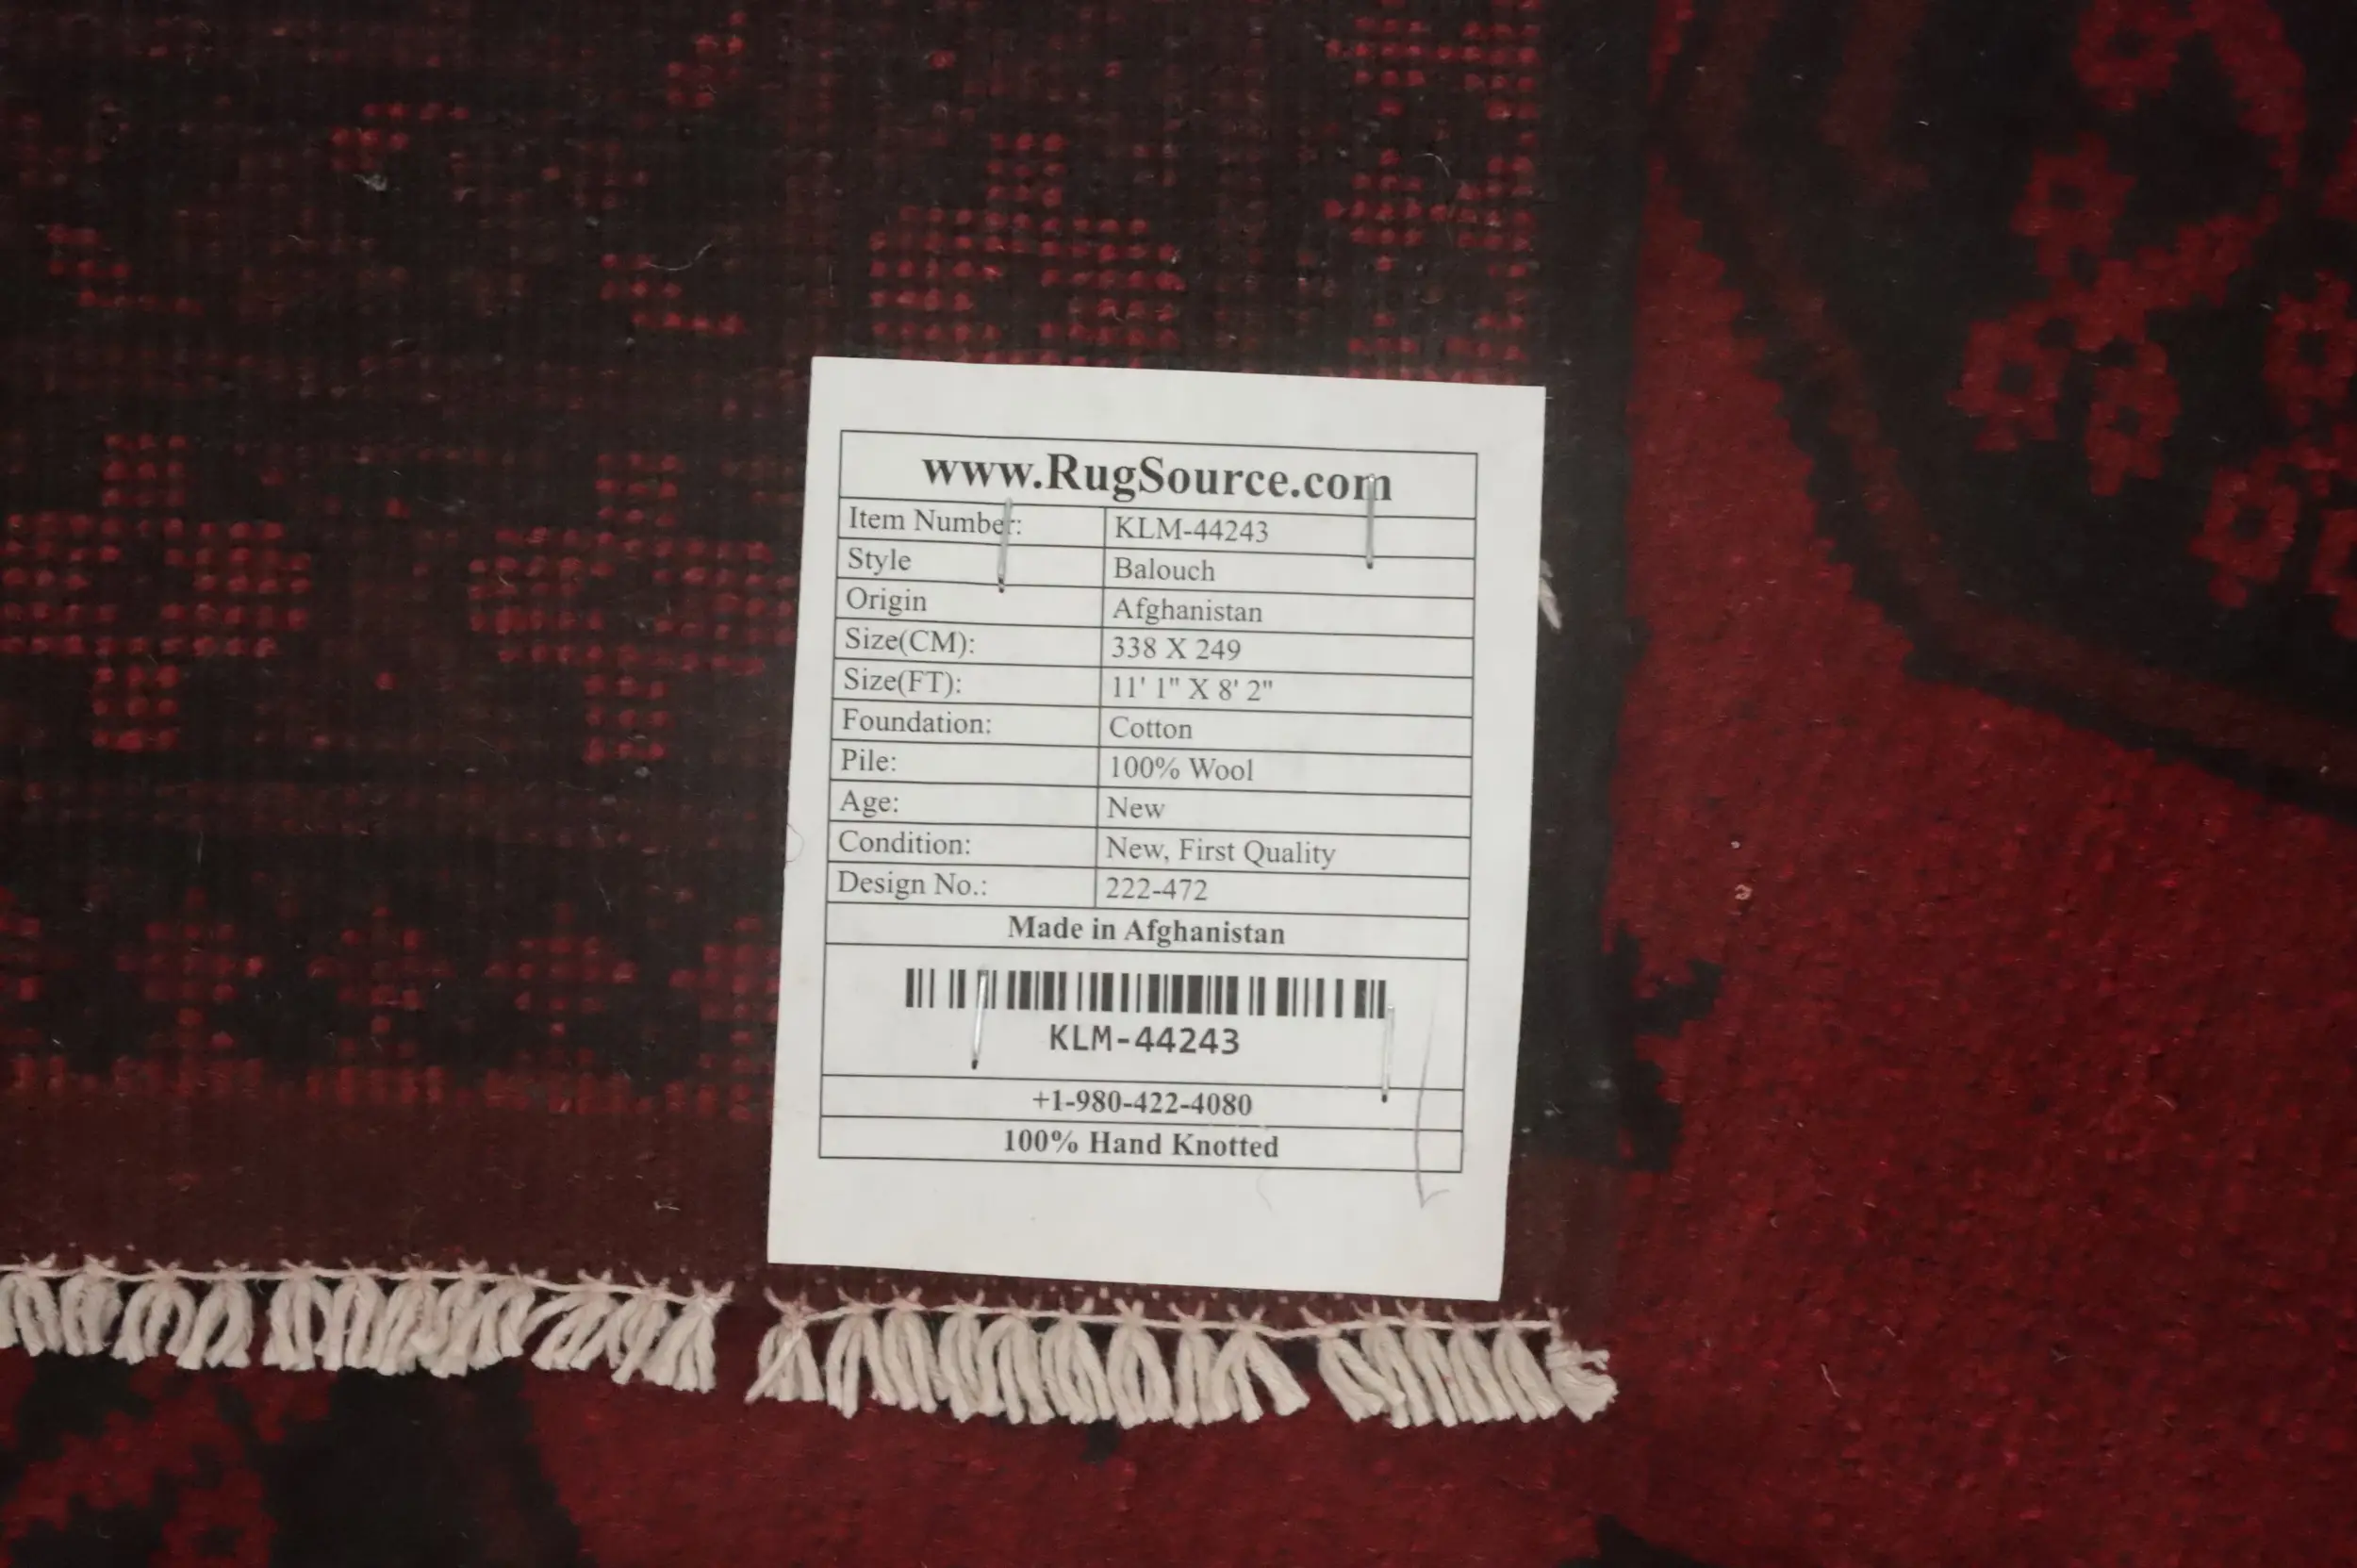 www.RugSource.com
Item Number: KLM-44243
Style Balouch
Origin Afghanistan
Size(CM): 338 X 249
Size(FT): 11' 1" X 8' 2"
Foundation: Cotton
Pile: 100% Wool
Age: New
Condition: New, First Quality
Design No.: 222-472
Made in Afghanistan
KLM-44243
+1-980-422-4080
100% Hand Knotted